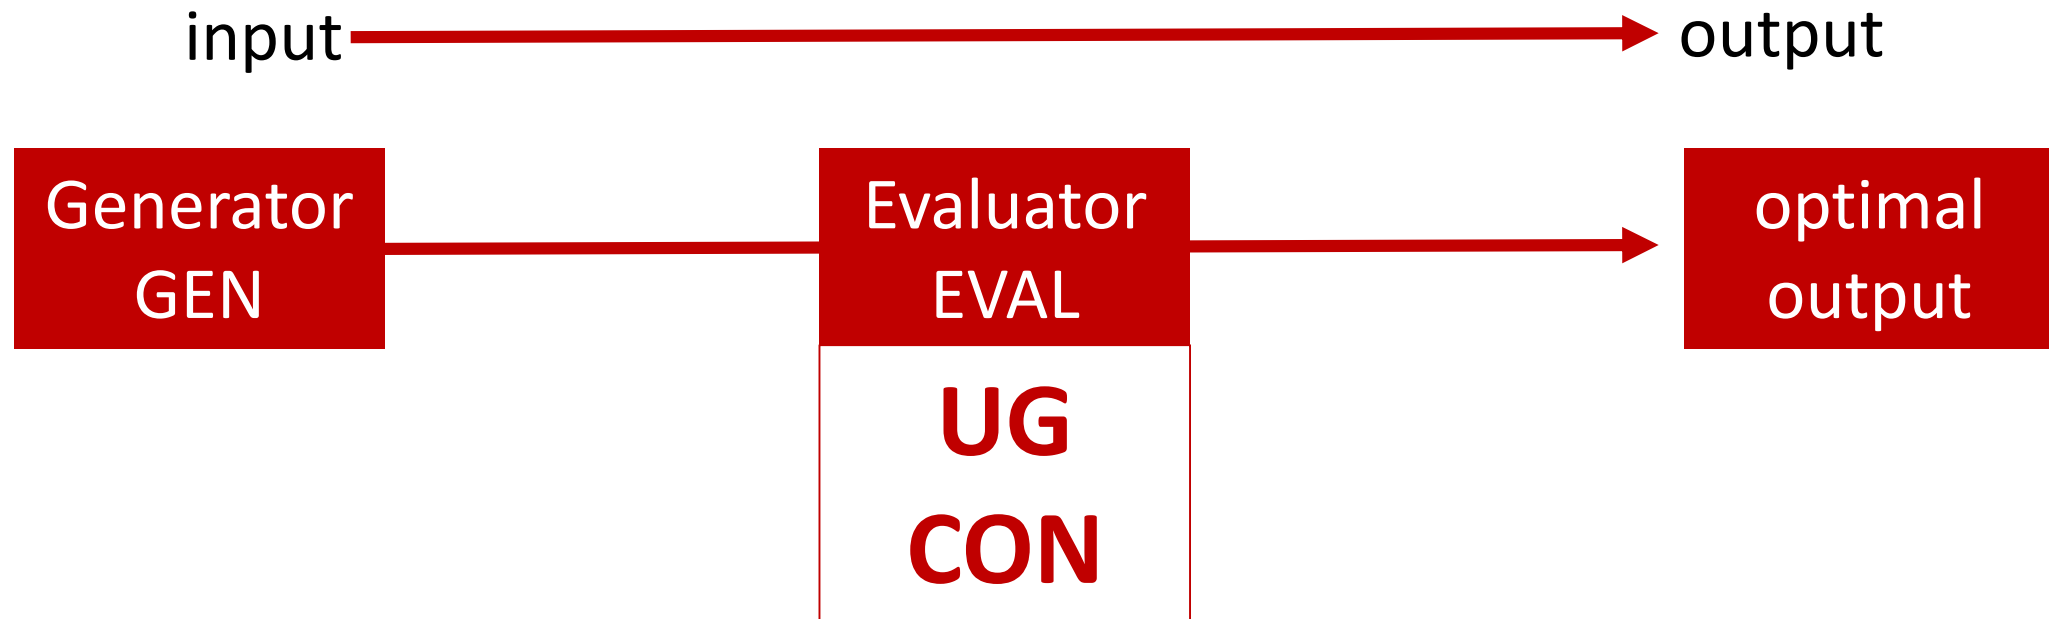 input
output
Generator
GEN
Evaluator
EVAL
UG
CON
optimal
output